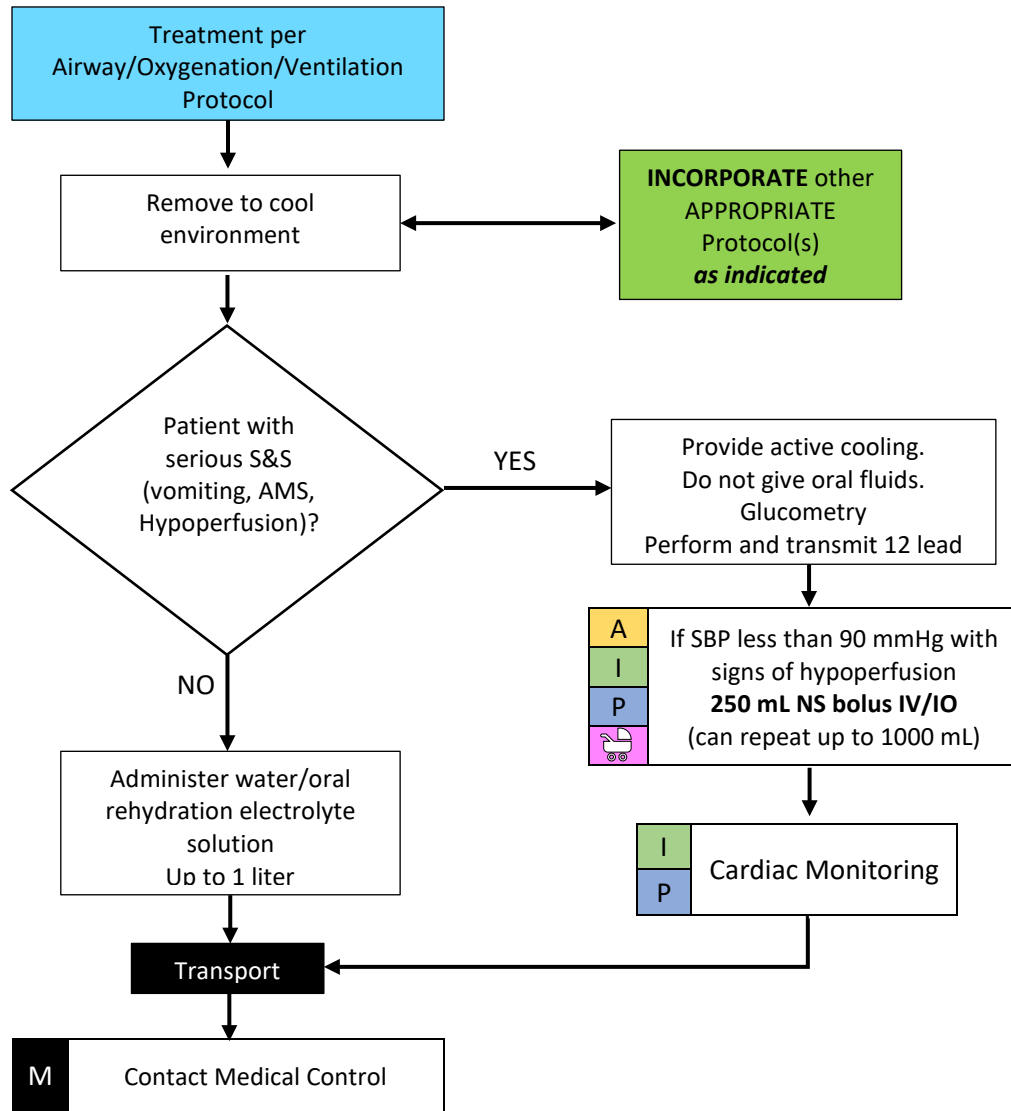 Treatment per
Airway/Oxygenation/Ventilation
Protocol
Remove to cool
environment
INCORPORATE other
APPROPRIATE
Protocol(s)
as indicated
Patient with
serious S&S
(vomiting, AMS,
Hypoperfusion)?
YES
Provide active cooling.
Do not give oral fluids.
Glucometry
Perform and transmit 12 lead
A
I
P
If SBP less than 90 mmHg with
signs of hypoperfusion
250 mL NS bolus IV/IO
(can repeat up to 1000 mL)
NO
Administer water/oral
rehydration electrolyte
solution
Up to 1 liter
I
P
Cardiac Monitoring
Transport
M
Contact Medical Control